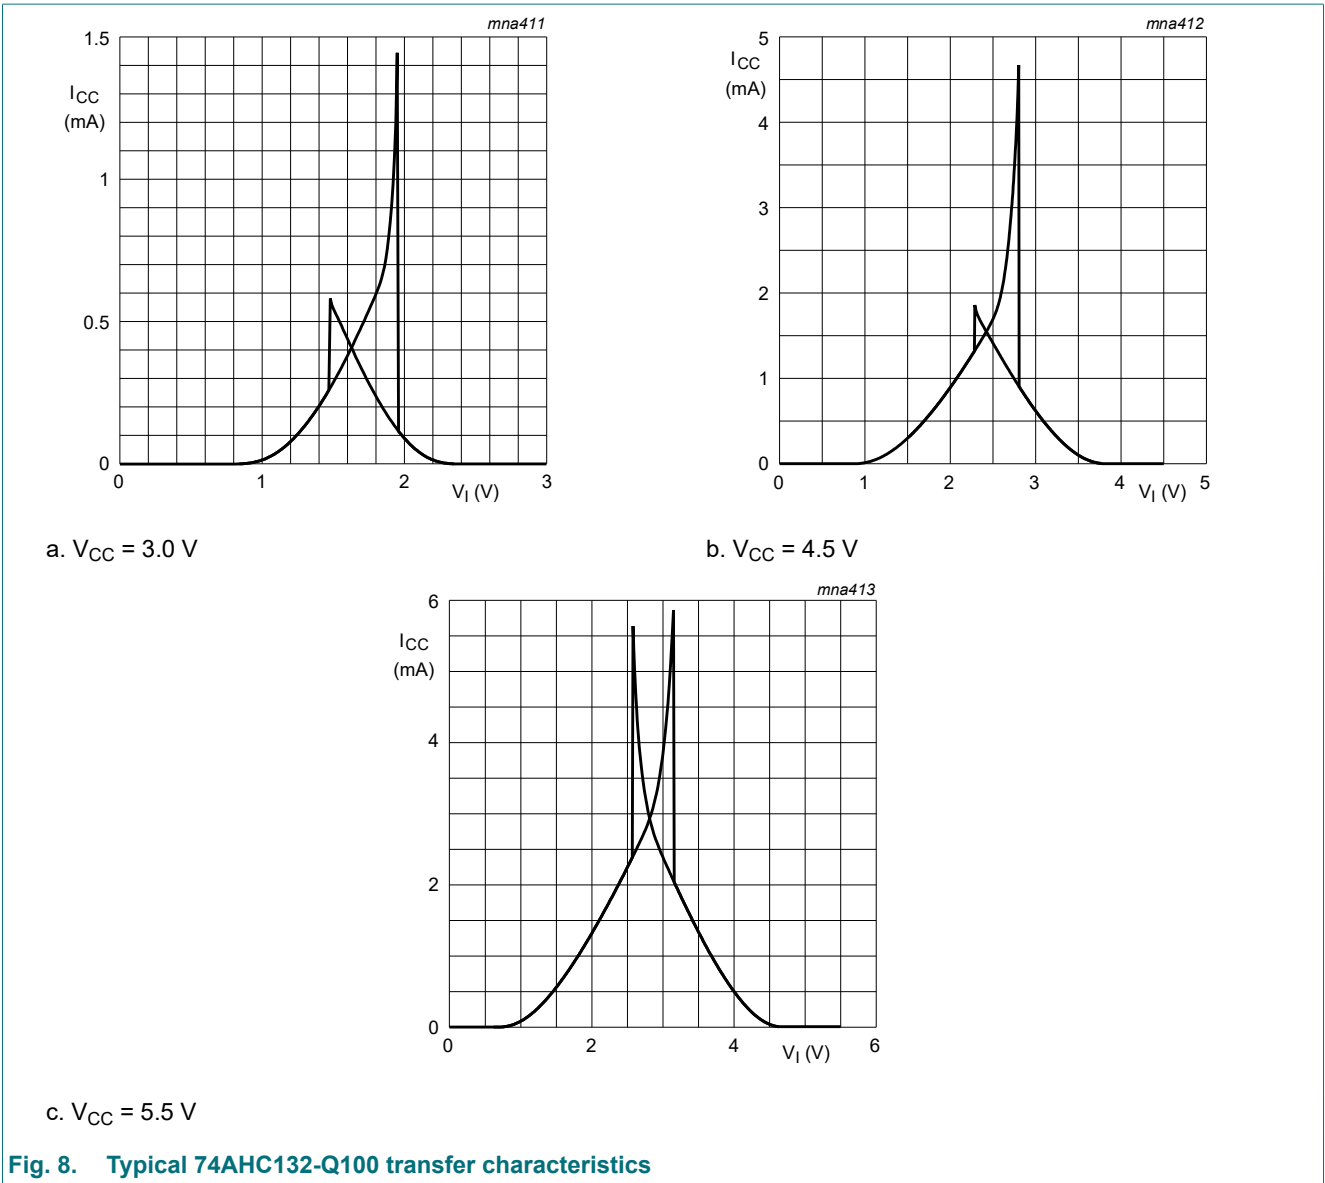 mna411
1.5
ICC
(mA)
1
0.5
0
0 1 2 3
VI (V)
a. VCC = 3.0 V
mna412
5
ICC
(mA)
4
3
2
1
0
0 1 2 3 4 5
VI (V)
b. VCC = 4.5 V
mna413
6
ICC
(mA)
4
2
0
0 2 4 6
VI (V)
c. VCC = 5.5 V
Fig. 8. Typical 74AHC132-Q100 transfer characteristics